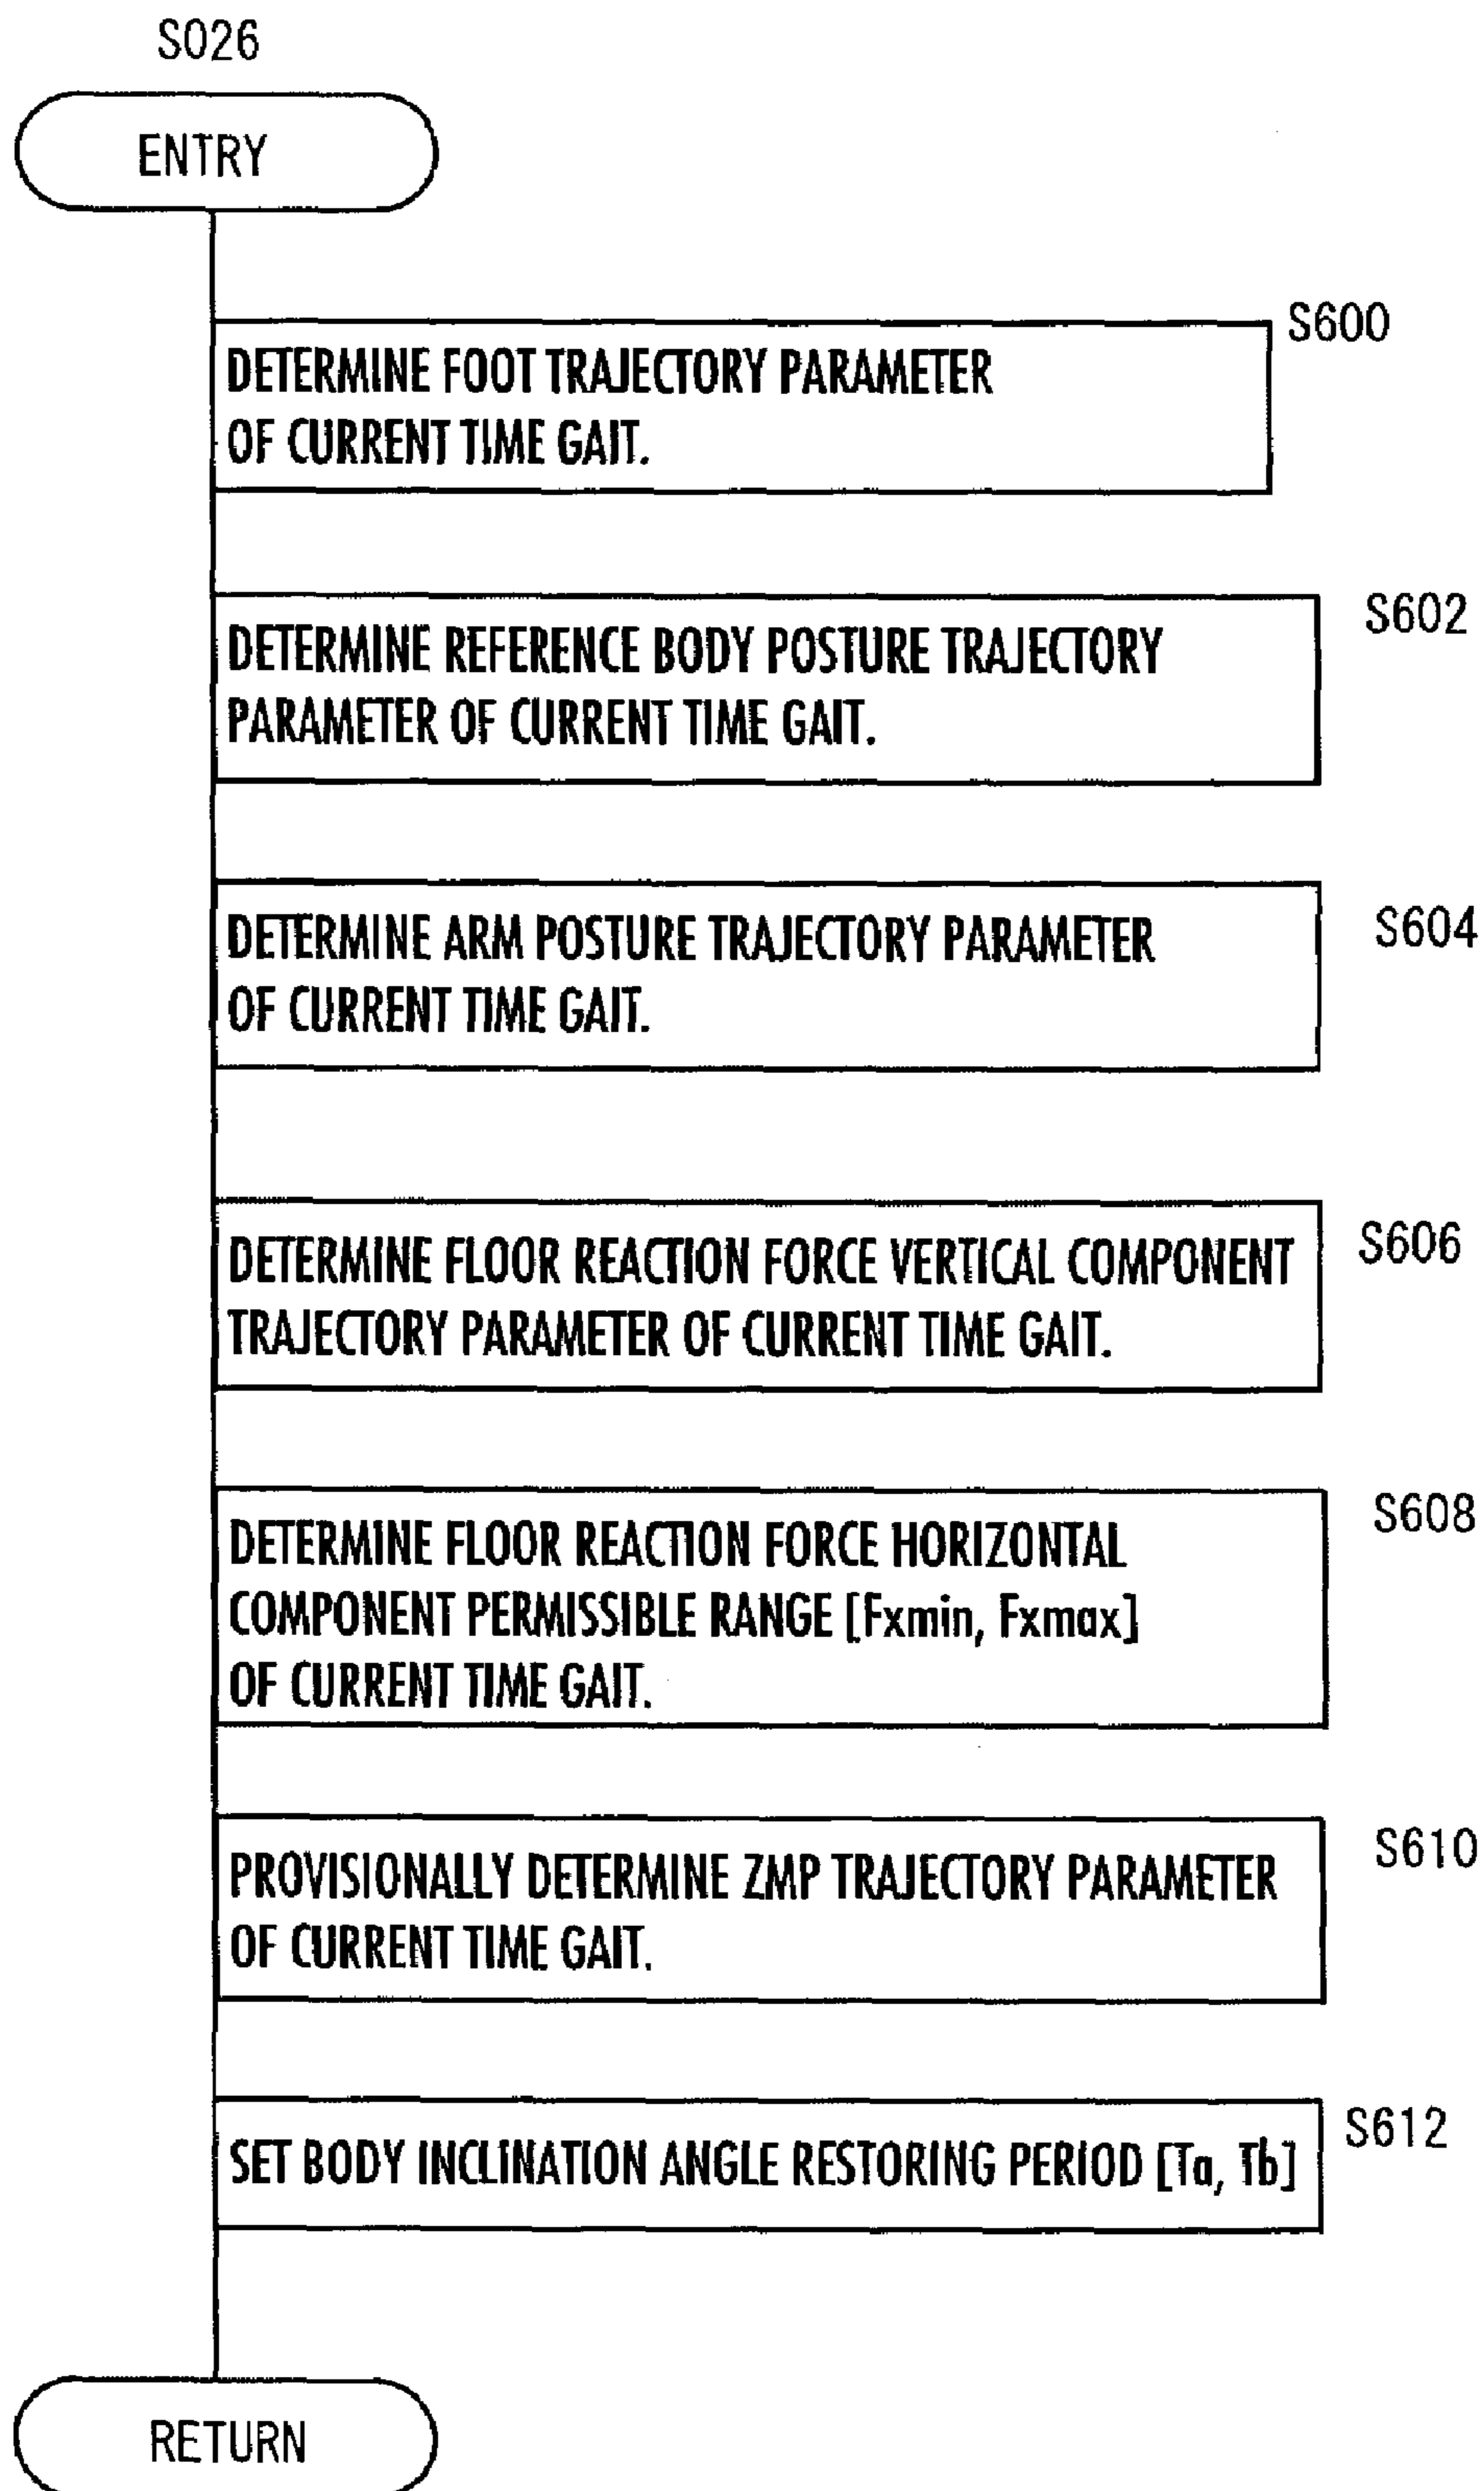 S026
ENTRY
S600
DETERMINE FOOT TRAJECTORY PARAMETER
OF CURRENT TIME GAIT.
S602
DETERMINE REFERENCE BODY POSTURE TRAJECTORY
PARAMETER OF CURRENT TIME GAIT.
S604
DETERMINE ARM POSTURE TRAJECTORY PARAMETER
OF CURRENT TIME GAIT.
S606
DETERMINE FLOOR REACTION FORCE VERTICAL COMPONENT
TRAJECTORY PARAMETER OF CURRENT TIME GAIT.
S608
DETERMINE FLOOR REACTION FORCE HORIZONTAL
COMPONENT PERMISSIBLE RANGE [Fxmin, Fxmax]
OF CURRENT TIME GAIT.
S610
PROVISIONALLY DETERMINE ZMP TRAJECTORY PARAMETER
OF CURRENT TIME GAIT.
S612
SET BODY INCLINATION ANGLE RESTORING PERIOD [Ta, Tb]
RETURN